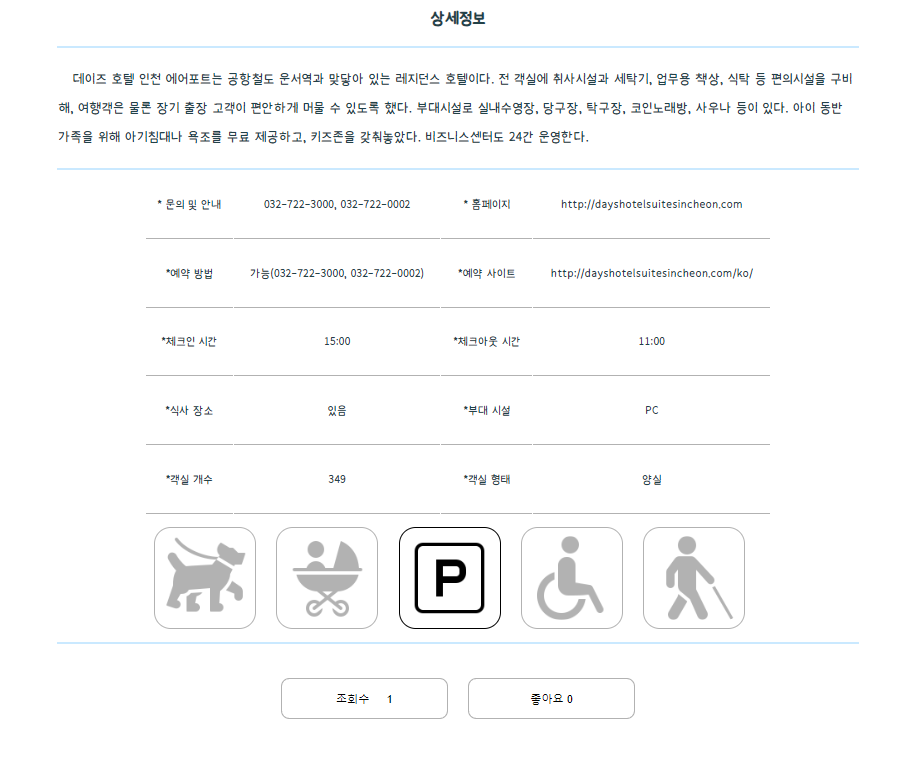 상세정보
데이즈 호텔 인천 에어포트는 공항철도 운서역과 맞닿아 있는 레지던스 호텔이다. 전 객실에 취사시설과 세탁기, 업무용 책상, 식탁 등 편의시설을 구비
해, 여행객은 물론 장기 출장 고객이 편안하게 머물 수 있도록 했다. 부대시설로 실내수영장, 당구장, 탁구장, 코인노래방, 사우나 등이 있다. 아이 동반
가족을 위해 아기침대나 욕조를 무료 제공하고, 키즈존을 갖춰놓았다. 비즈니스센터도 24간 운영한다.
* 문의 및 안내 032-722-3000, 032-722-0002 * 홈페이지 http://dayshotelsuitesincheon.com
*예약 방법 가능(032-722-3000, 032-722-0002) *예약 사이트 http://dayshotelsuitesincheon.com/ko/
*체크인 시간 15:00 *체크아웃 시간 11:00
*식사 장소 있음 *부대 시설 PC
*객실 개수 349 *객실 형태 양실
P
조회수 1 좋아요 0